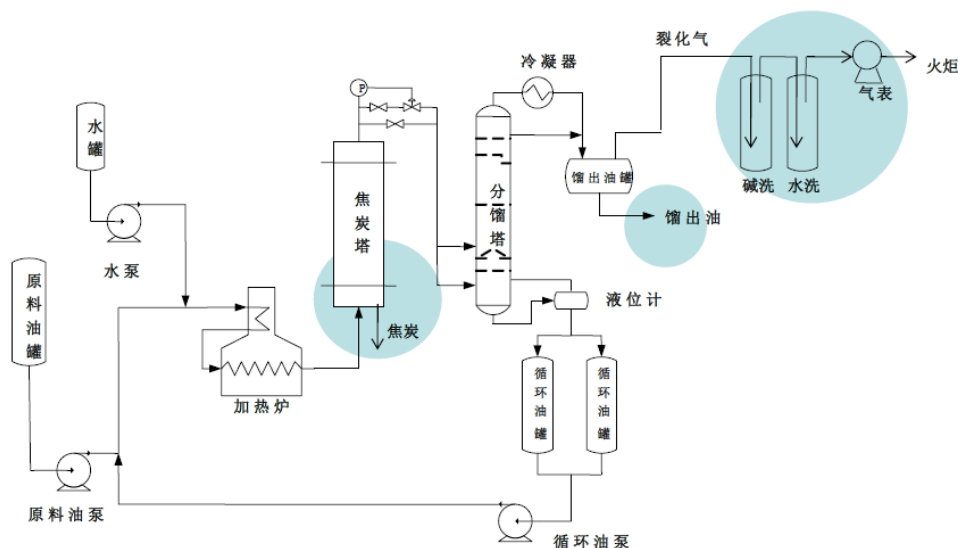 裂化气
冷凝器
火炬
气表
P
水罐
馏出油罐
碱洗
水洗
焦炭塔
分馏塔
馏出油
水泵
原料油罐
液位计
焦炭
循环油罐
循环油罐
加热炉
原料油泵
循环油泵